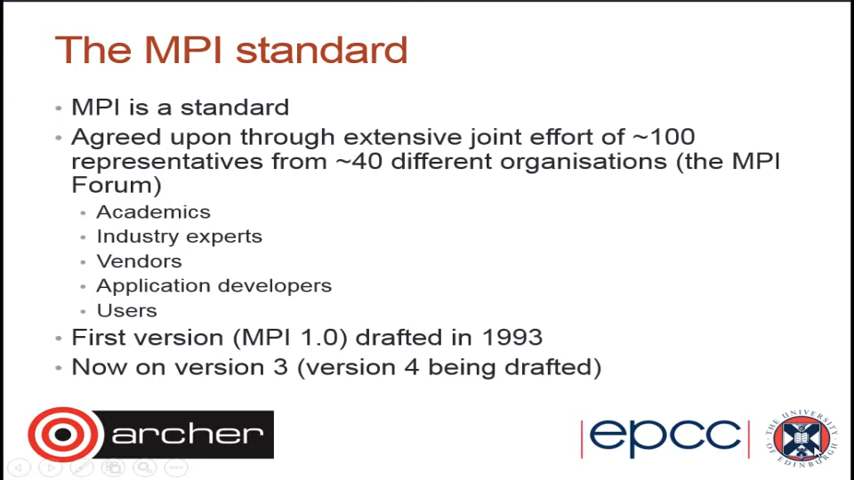 The MPI standard
MPI is a standard
Agreed upon through extensive joint effort of ~100
representatives from ~40 different organisations (the MPI
Forum)
Academics
Industry experts
Vendors
Application developers
Users
First version (MPI 1.0) drafted in 1993
Now on version 3 (version 4 being drafted)
archer
epcc
THE UNIVERSITY
OF EDINBURGH